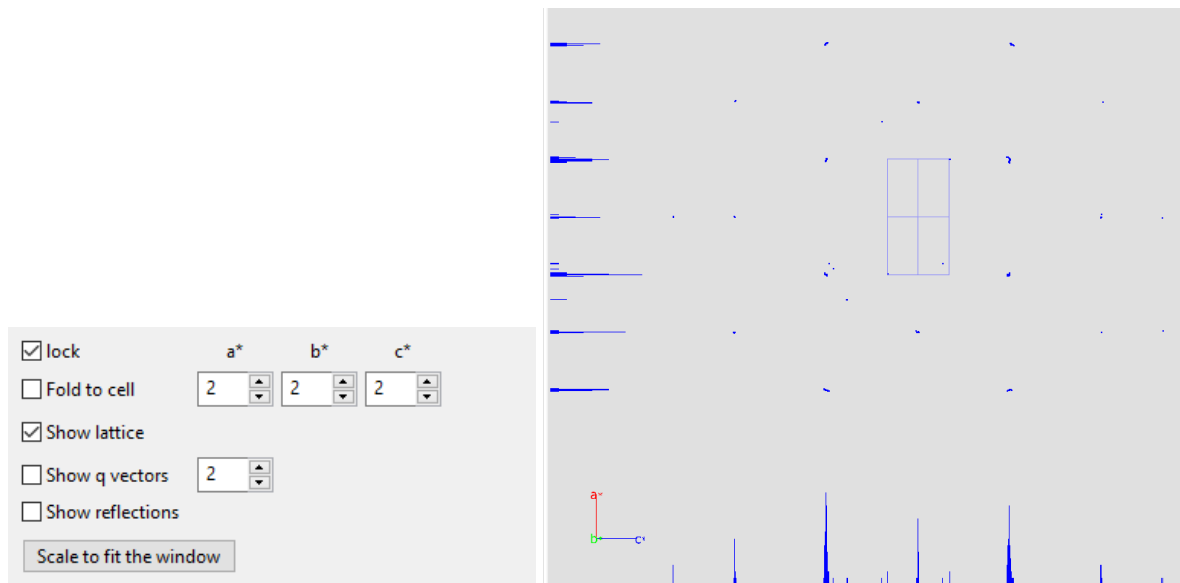 lock a* b* c*
Fold to cell 2 2 2
Show lattice
Show q vectors 2
Show reflections
Scale to fit the window
a*
b c*